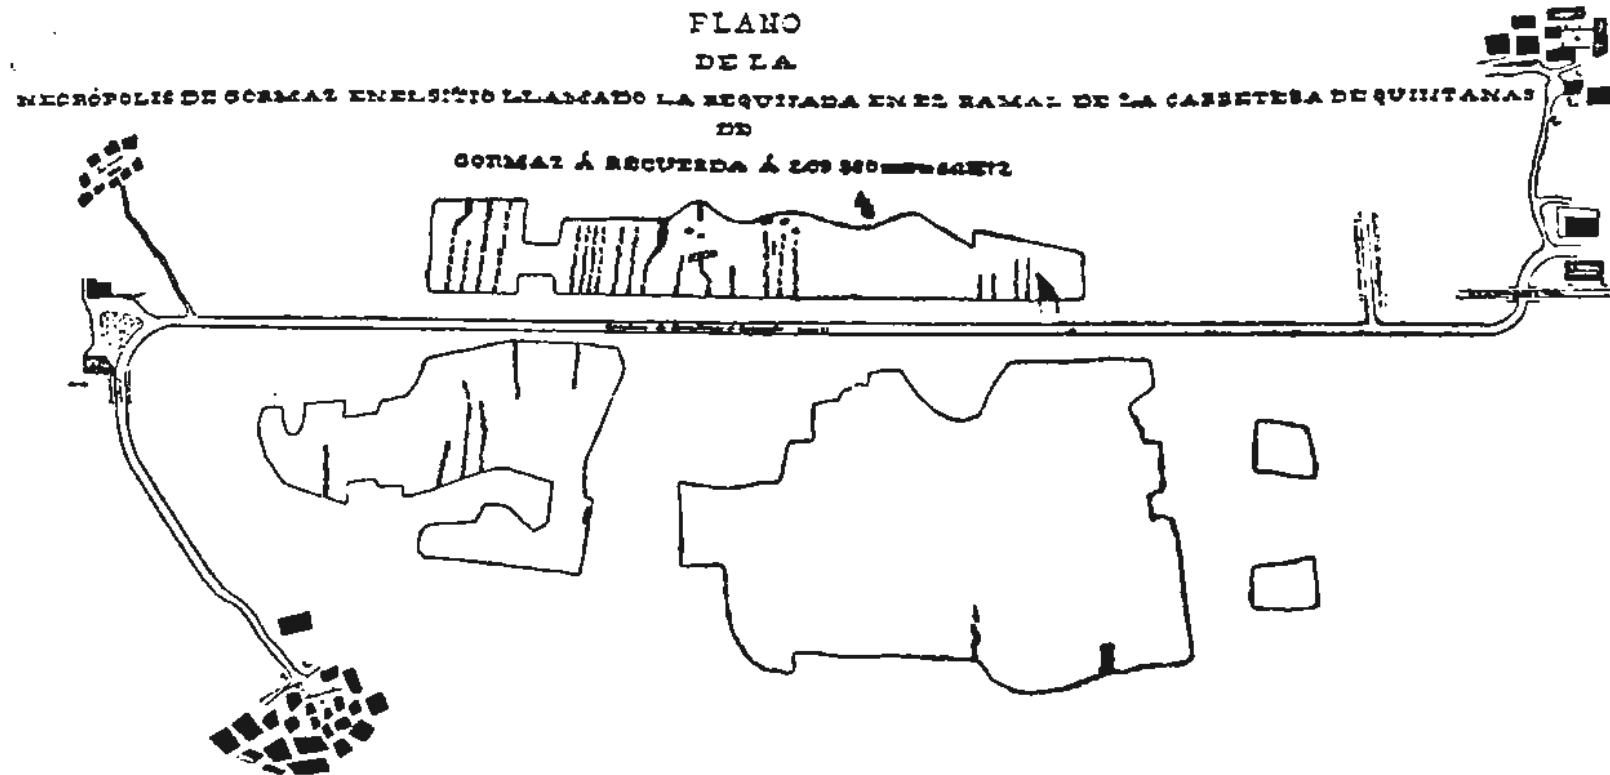 PLANO
DE LA
NECRÓPOLIS DE GORMAZ EN EL SITIO LLAMADO LA REQUIJADA EN EL RAMAL DE LA CARRETERA DE QUINTANAS
DE
GORMAZ Á RECUERDA Á LOS